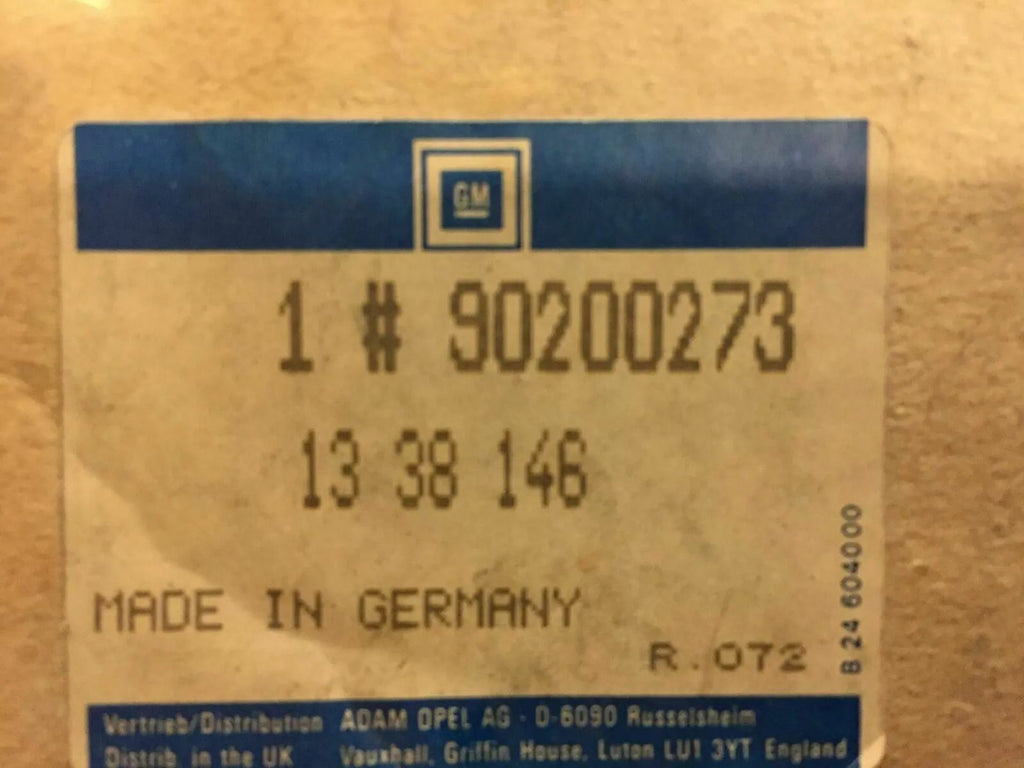 GM
1 # 90200273
13 38 146
MADE IN GERMANY
R.072
B 24 604000
Vertrieb/Distribution ADAM OPEL AG - D-6090 Russelsheim
Distrib in the UK Vauxhall, Griffin House, Luton LU1 3YT England